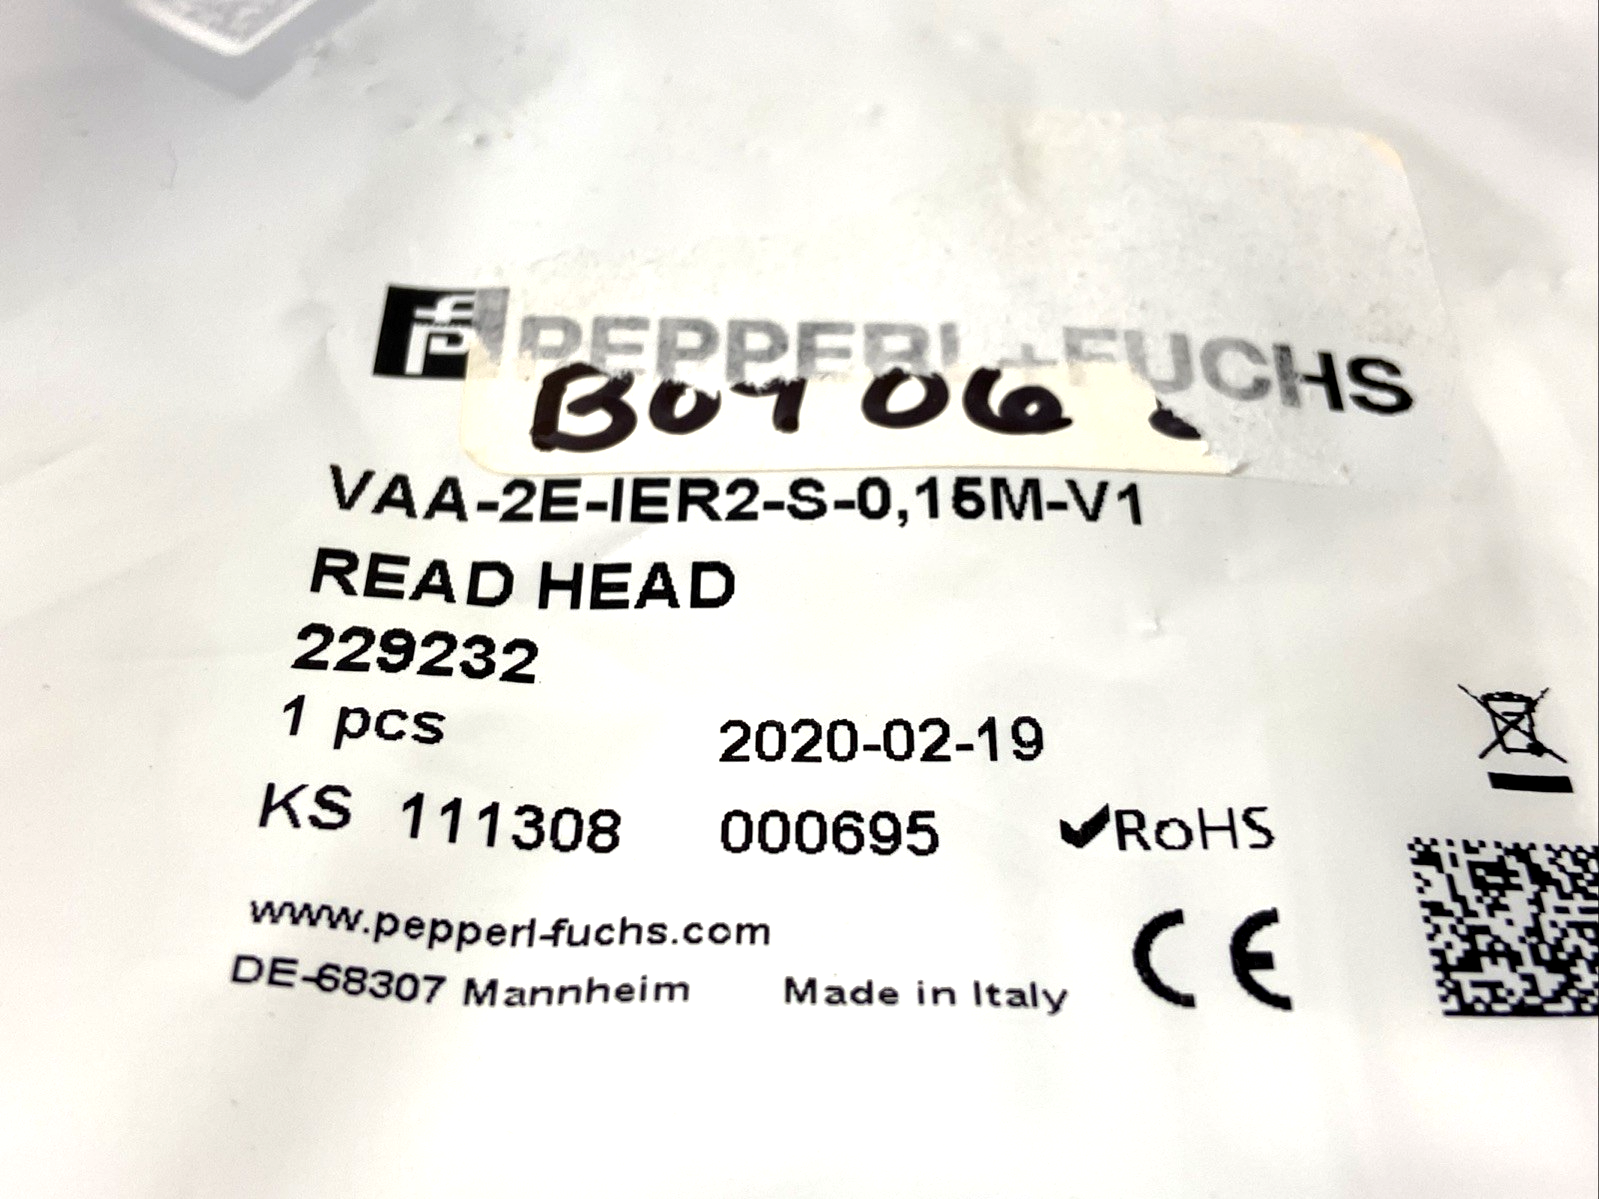 PEPPERL+FUCHS
VAA-2E-IER2-S-0,15M-V1
READ HEAD
229232
1 pcs 2020-02-19
KS 111308 000695 ✔RoHS
www.pepperl-fuchs.com
DE-68307 Mannheim Made in Italy CE